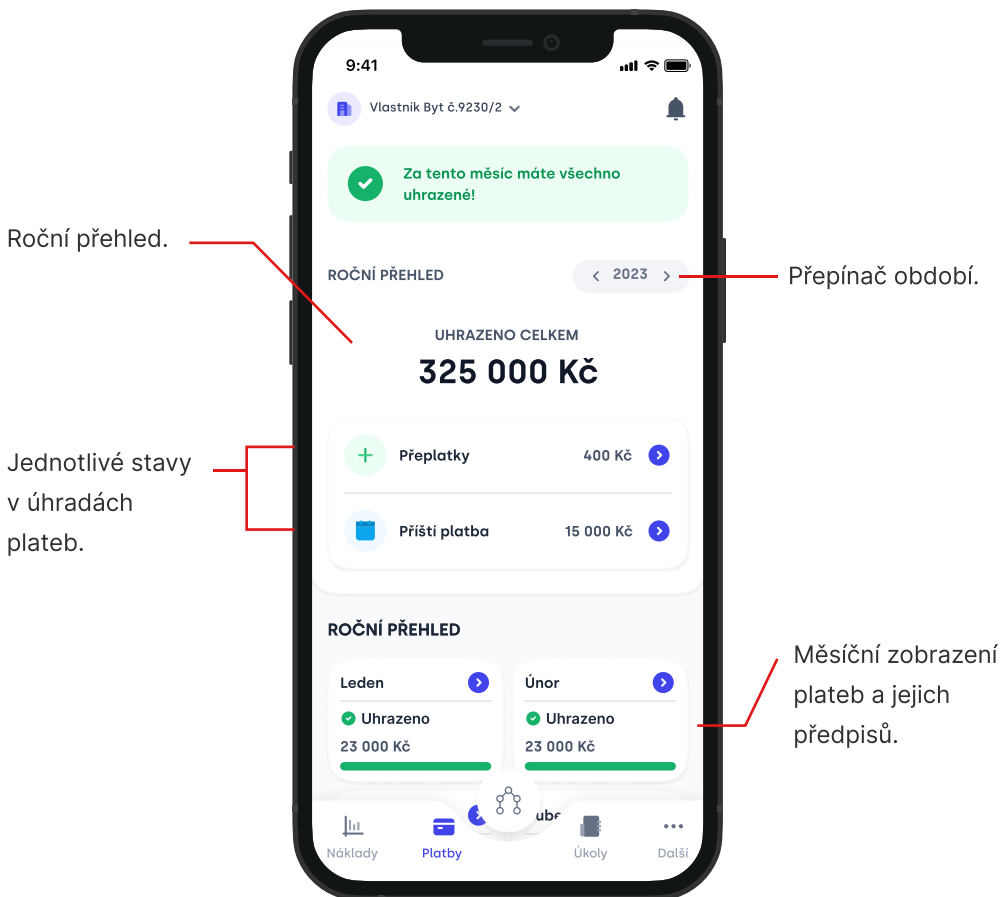 9:41
Vlastník Byt č.9230/2
Za tento měsíc máte všechno
uhrazené!
Roční přehled.
ROČNÍ PŘEHLED
2023
Přepínač období.
UHRAZENO CELKEM
325 000 Kč
Jednotlivé stavy
v úhradách
plateb.
Přeplatky
400 Kč
Příští platba
15 000 Kč
ROČNÍ PŘEHLED
Leden
Únor
Uhrazeno
Uhrazeno
23 000 Kč
23 000 Kč
Měsíční zobrazení
plateb a jejich
předpisů.
Náklady
Platby
Úkoly
Další